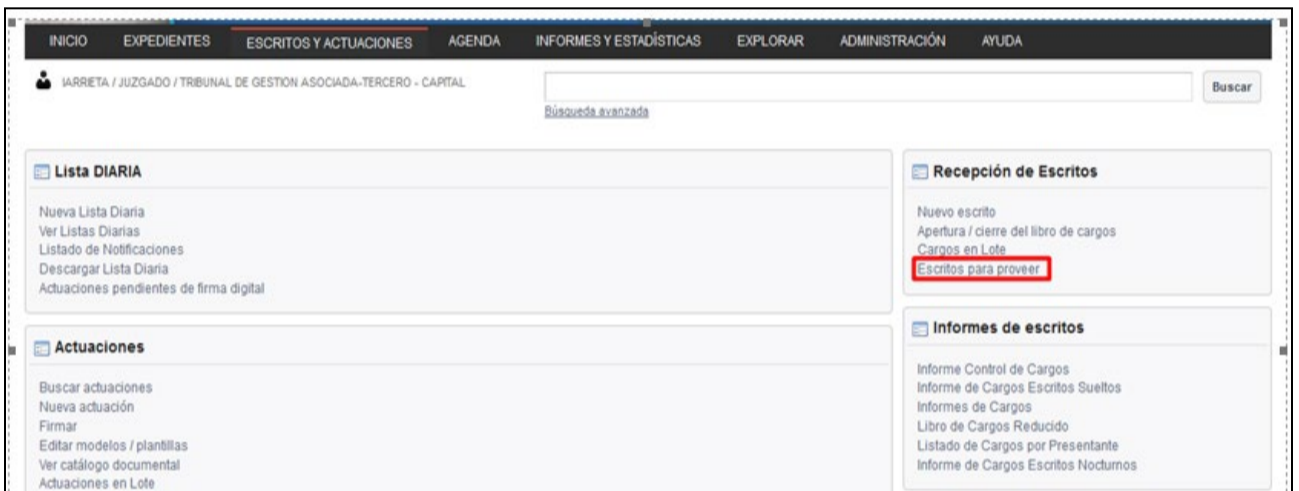 INICIO EXPEDIENTES ESCRITOS Y ACTUACIONES AGENDA INFORMES Y ESTADÍSTICAS EXPLORAR ADMINISTRACIÓN AYUDA
IARRETA / JUZGADO / TRIBUNAL DE GESTION ASOCIADA-TERCERO - CAPITAL
Buscar
Búsqueda avanzada
Lista DIARIA
Nueva Lista Diaria
Ver Listas Diarias
Listado de Notificaciones
Descargar Lista Diaria
Actuaciones pendientes de firma digital
Actuaciones
Buscar actuaciones
Nueva actuación
Firmar
Editar modelos / plantillas
Ver catálogo documental
Actuaciones en Lote
Recepción de Escritos
Nuevo escrito
Apertura / cierre del libro de cargos
Cargos en Lote
Escritos para proveer
Informes de escritos
Informe Control de Cargos
Informe de Cargos Escritos Sueltos
Informes de Cargos
Libro de Cargos Reducido
Listado de Cargos por Presentante
Informe de Cargos Escritos Nocturnos